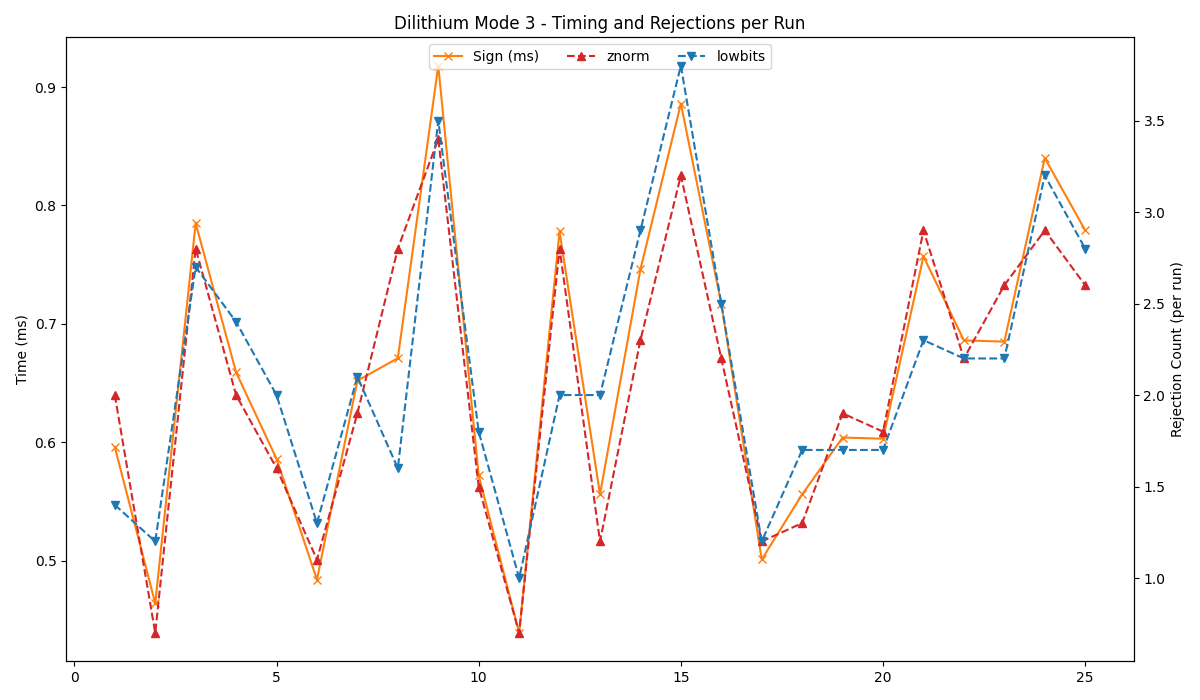 Dilithium Mode 3 - Timing and Rejections per Run
Sign (ms) znorm lowbits
Time (ms)
0.9
0.8
0.7
0.6
0.5
Rejection Count (per run)
3.5
3.0
2.5
2.0
1.5
1.0
0 5 10 15 20 25